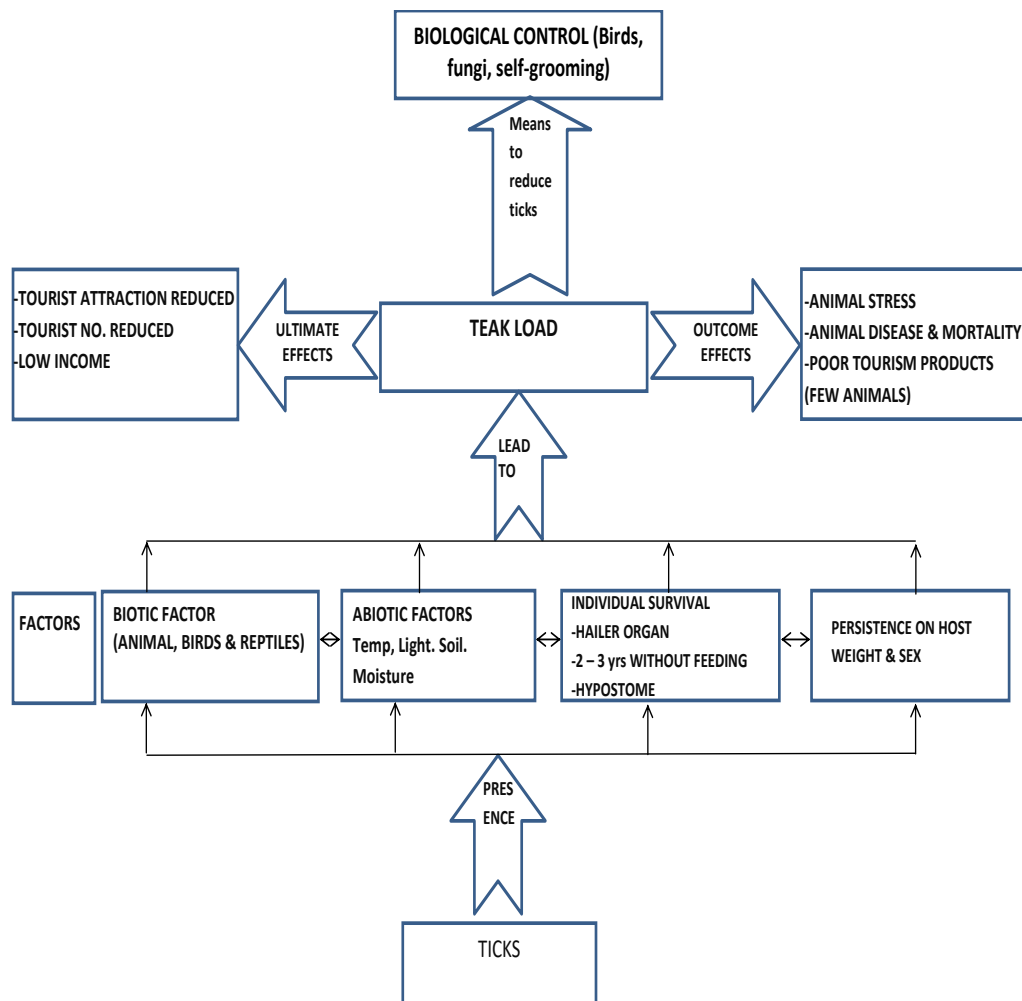 BIOLOGICAL CONTROL (Birds,
fungi, self-grooming)
Means
to
reduce
ticks
-TOURIST ATTRACTION REDUCED
-TOURIST NO. REDUCED
-LOW INCOME
ULTIMATE
EFFECTS
TEAK LOAD
OUTCOME
EFFECTS
-ANIMAL STRESS
-ANIMAL DISEASE & MORTALITY
-POOR TOURISM PRODUCTS
(FEW ANIMALS)
LEAD
TO
FACTORS
BIOTIC FACTOR
(ANIMAL, BIRDS & REPTILES)
ABIOTIC FACTORS
Temp, Light. Soil.
Moisture
INDIVIDUAL SURVIVAL
-HAILER ORGAN
-2 – 3 yrs WITHOUT FEEDING
-HYPOSTOME
PERSISTENCE ON HOST
WEIGHT & SEX
PRES
ENCE
TICKS